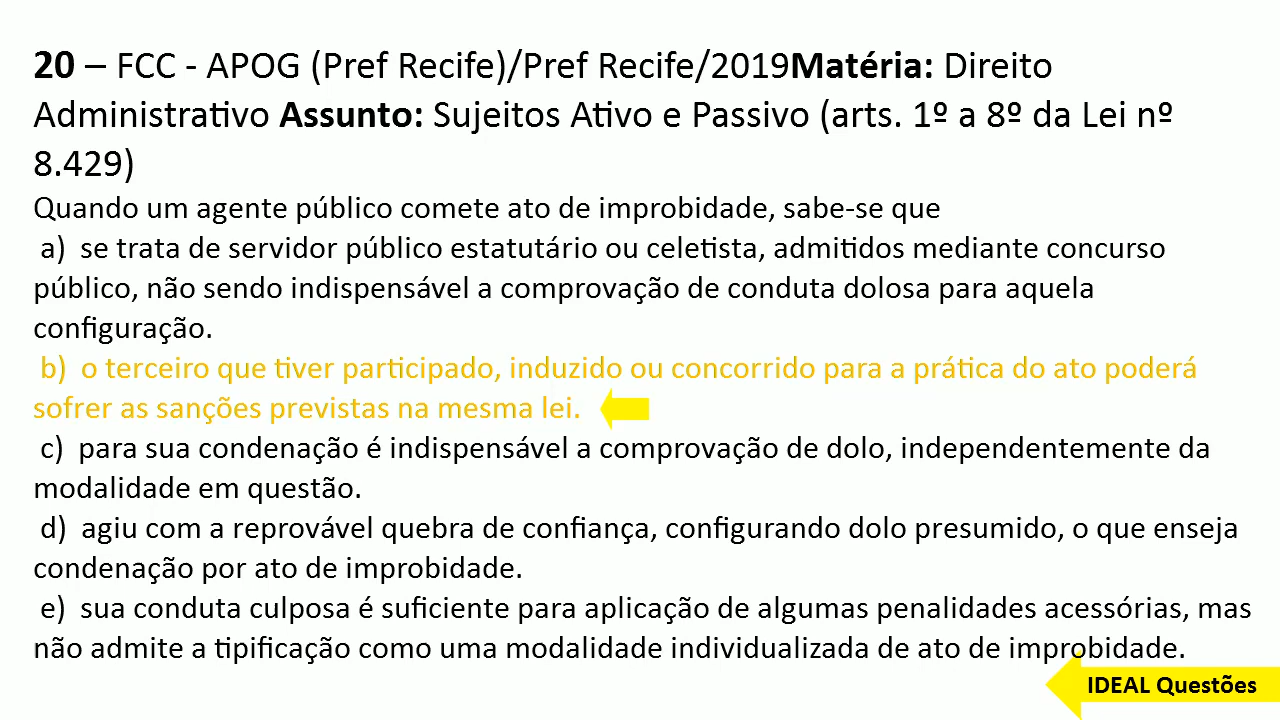 20 – FCC - APOG (Pref Recife)/Pref Recife/2019Matéria: Direito
Administrativo Assunto: Sujeitos Ativo e Passivo (arts. 1º a 8º da Lei nº
8.429)
Quando um agente público comete ato de improbidade, sabe-se que
a) se trata de servidor público estatutário ou celetista, admitidos mediante concurso
público, não sendo indispensável a comprovação de conduta dolosa para aquela
configuração.
b) o terceiro que tiver participado, induzido ou concorrido para a prática do ato poderá
sofrer as sanções previstas na mesma lei.
c) para sua condenação é indispensável a comprovação de dolo, independentemente da
modalidade em questão.
d) agiu com a reprovável quebra de confiança, configurando dolo presumido, o que enseja
condenação por ato de improbidade.
e) sua conduta culposa é suficiente para aplicação de algumas penalidades acessórias, mas
não admite a tipificação como uma modalidade individualizada de ato de improbidade.
IDEAL Questões